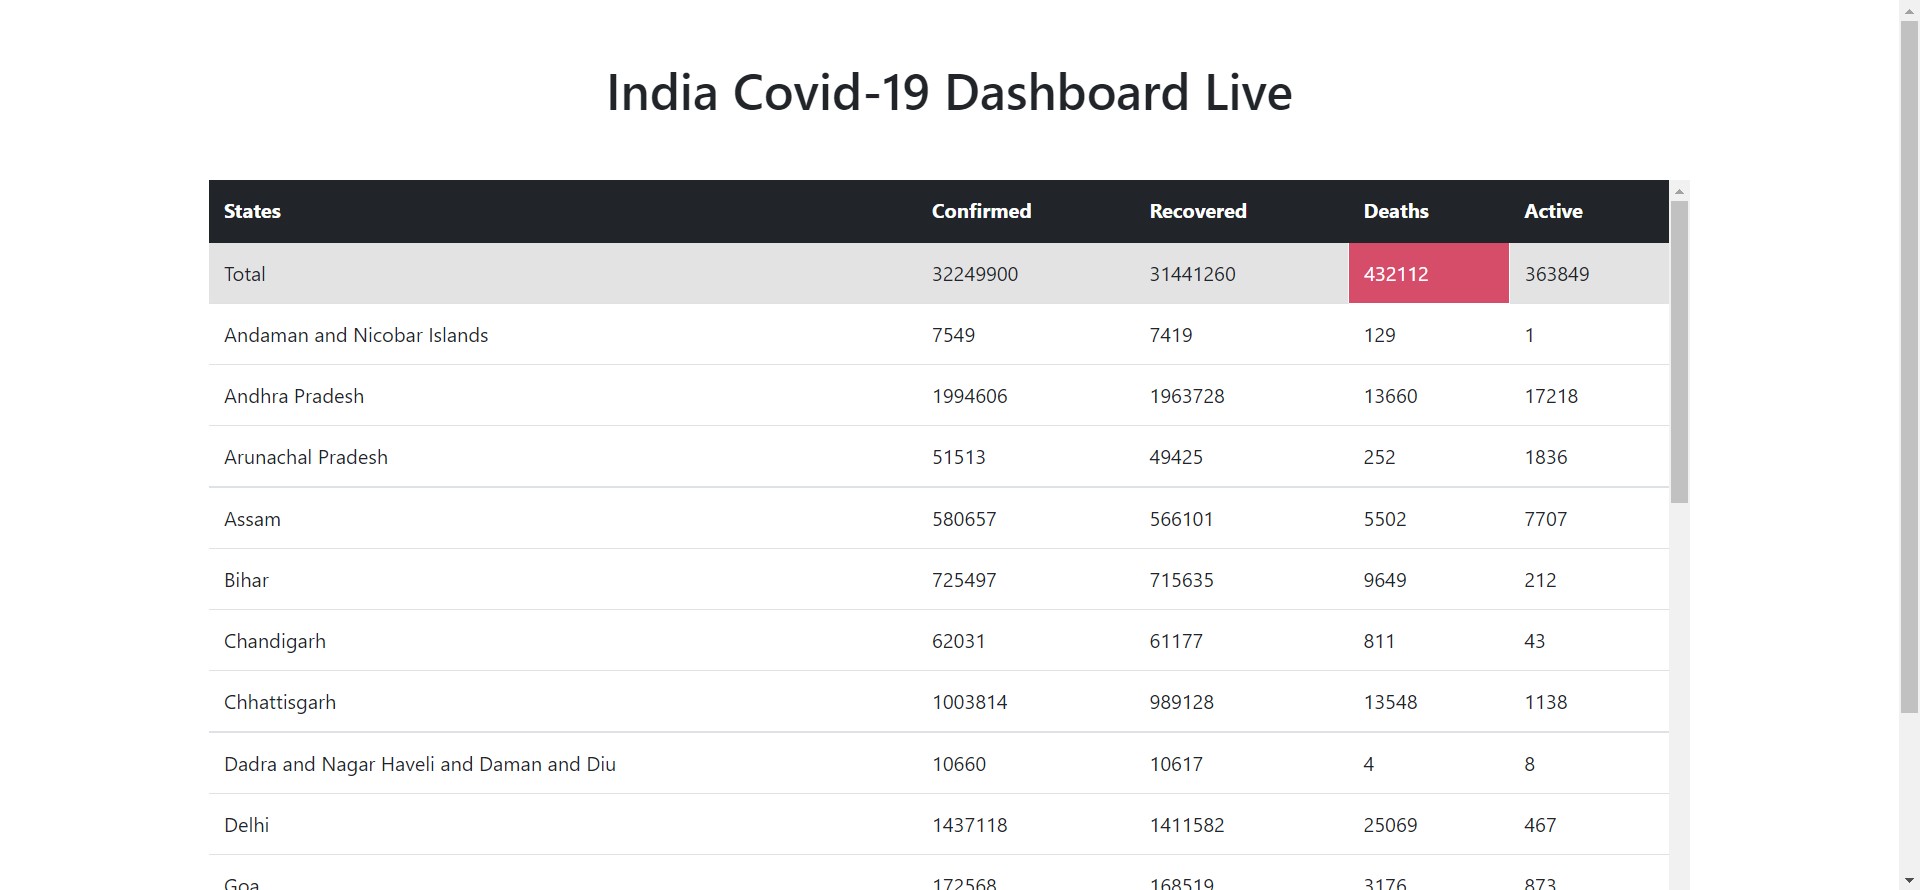 India Covid-19 Dashboard Live
States Confirmed Recovered Deaths Active
Total 32249900 31441260 432112 363849
Andaman and Nicobar Islands 7549 7419 129 1
Andhra Pradesh 1994606 1963728 13660 17218
Arunachal Pradesh 51513 49425 252 1836
Assam 580657 566101 5502 7707
Bihar 725497 715635 9649 212
Chandigarh 62031 61177 811 43
Chhattisgarh 1003814 989128 13548 1138
Dadra and Nagar Haveli and Daman and Diu 10660 10617 4 8
Delhi 1437118 1411582 25069 467
Goa 172568 168519 3176 873